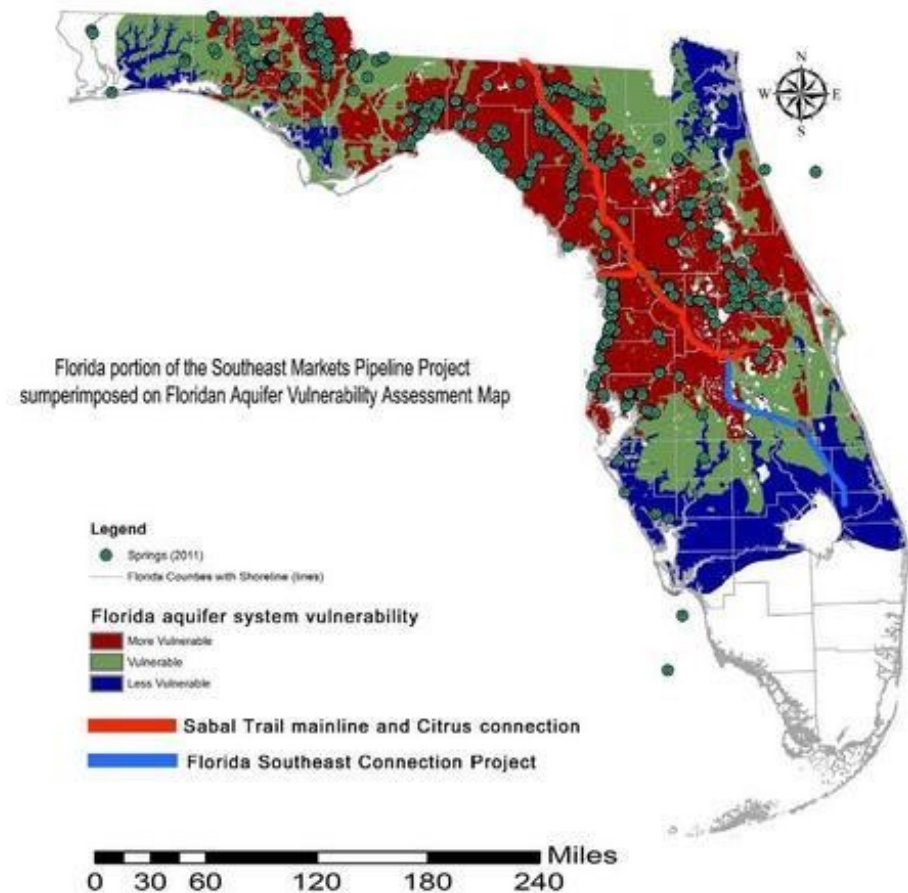 N
W E
S
Florida portion of the Southeast Markets Pipeline Project
sumperimposed on Floridan Aquifer Vulnerability Assessment Map
Legend
Springs (2011)
Florida Counties with Shoreline (lines)
Florida aquifer system vulnerability
More Vulnerable
Vulnerable
Less Vulnerable
Sabal Trail mainline and Citrus connection
Florida Southeast Connection Project
Miles
0 30 60 120 180 240